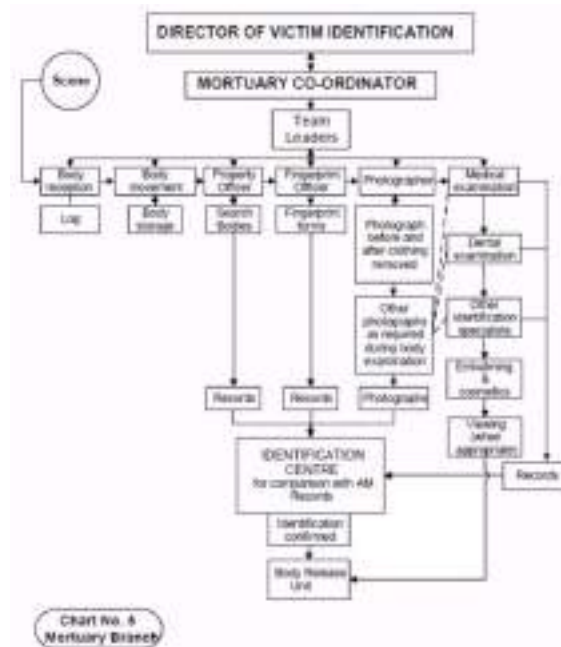 DIRECTOR OF VICTIM IDENTIFICATION
Scene
MORTUARY CO-ORDINATOR
Team
Leaders
Body
reception
Body
movement
Property
Officer
Fingerprint
Officer
Photographer
Medical
examination
Log
Body
storage
Search
Bodies
Fingerprint
forms
Photograph
before and
after clothing
removed
Dental
examination
Other
photographs
as required
during body
examination
Other
identification
specialists
Embalming
&
cosmetics
Records
Records
Photographs
Viewing
(when
appropriate)
IDENTIFICATION
CENTRE
for comparison with AM
Records
Records
Identification
confirmed
Body Release
Unit
Chart No. 6
Mortuary Branch